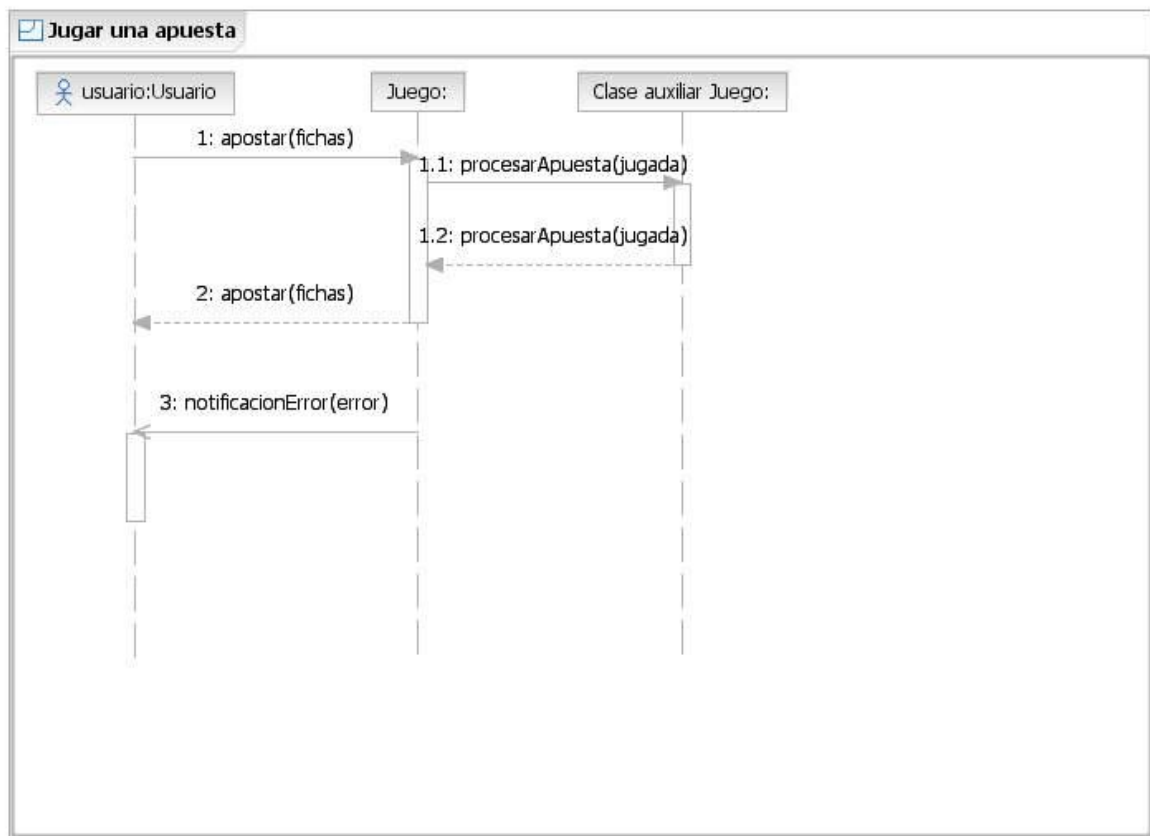 Jugar una apuesta
usuario:Usuario
Juego:
Clase auxiliar Juego:
1: apostar(fichas)
1.1: procesarApuesta(jugada)
1.2: procesarApuesta(jugada)
2: apostar(fichas)
3: notificacionError(error)